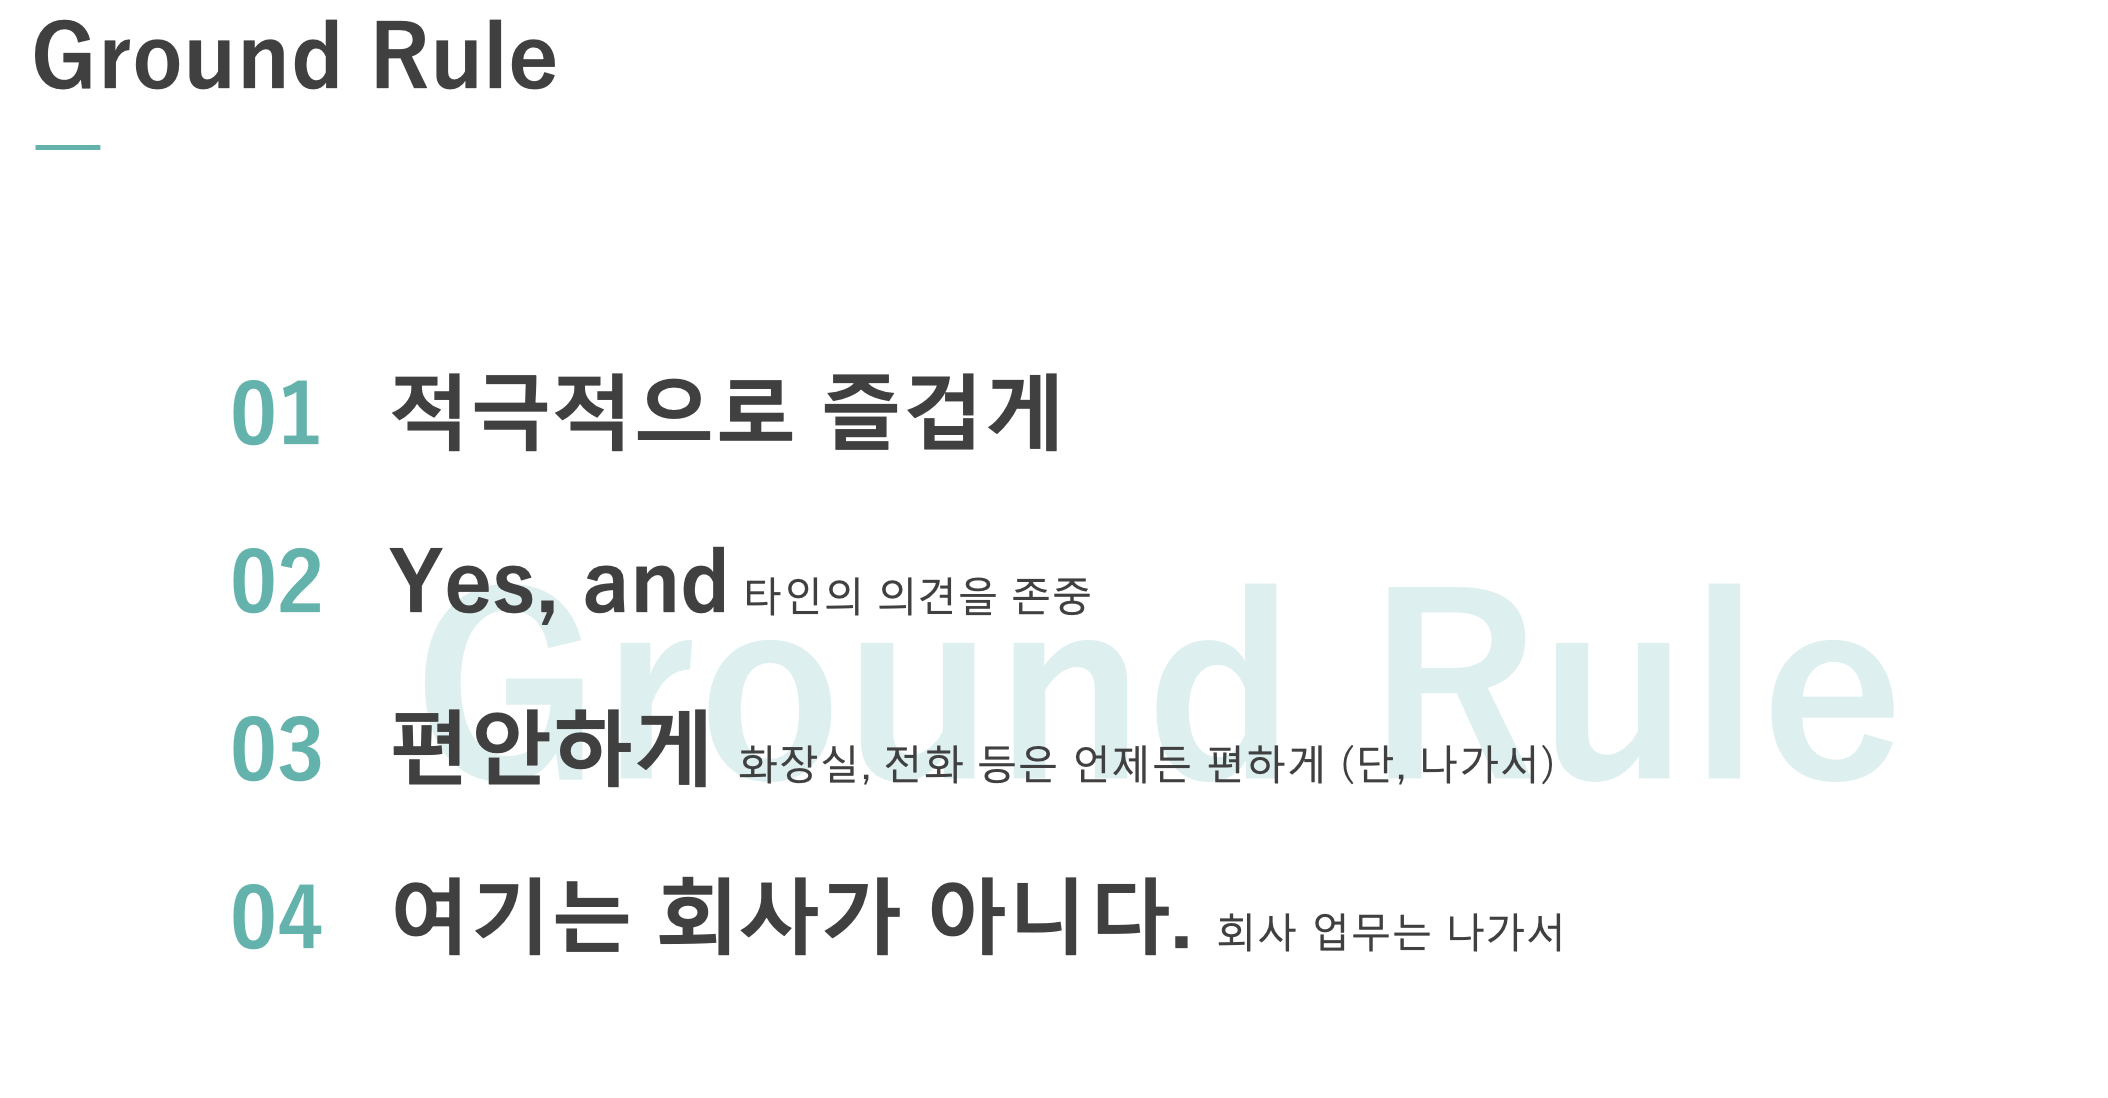 Ground Rule
01 적극적으로 즐겁게
02 Yes, and 타인의 의견을 존중
Ground Rule
03 편안하게 화장실, 전화 등은 언제든 편하게 (단, 나가서)
04 여기는 회사가 아니다. 회사 업무는 나가서